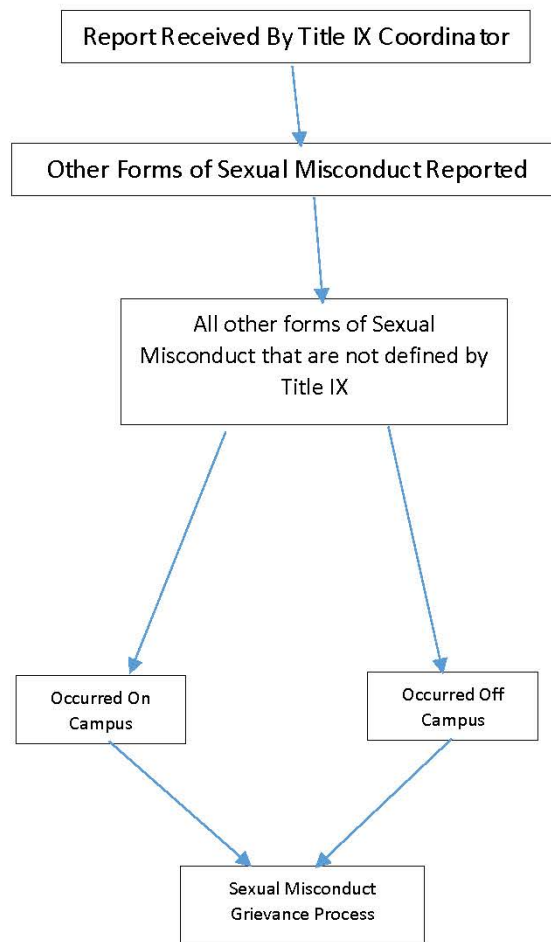 Report Received By Title IX Coordinator
Other Forms of Sexual Misconduct Reported
All other forms of Sexual
Misconduct that are not defined by
Title IX
Occurred On
Campus
Occurred Off
Campus
Sexual Misconduct
Grievance Process